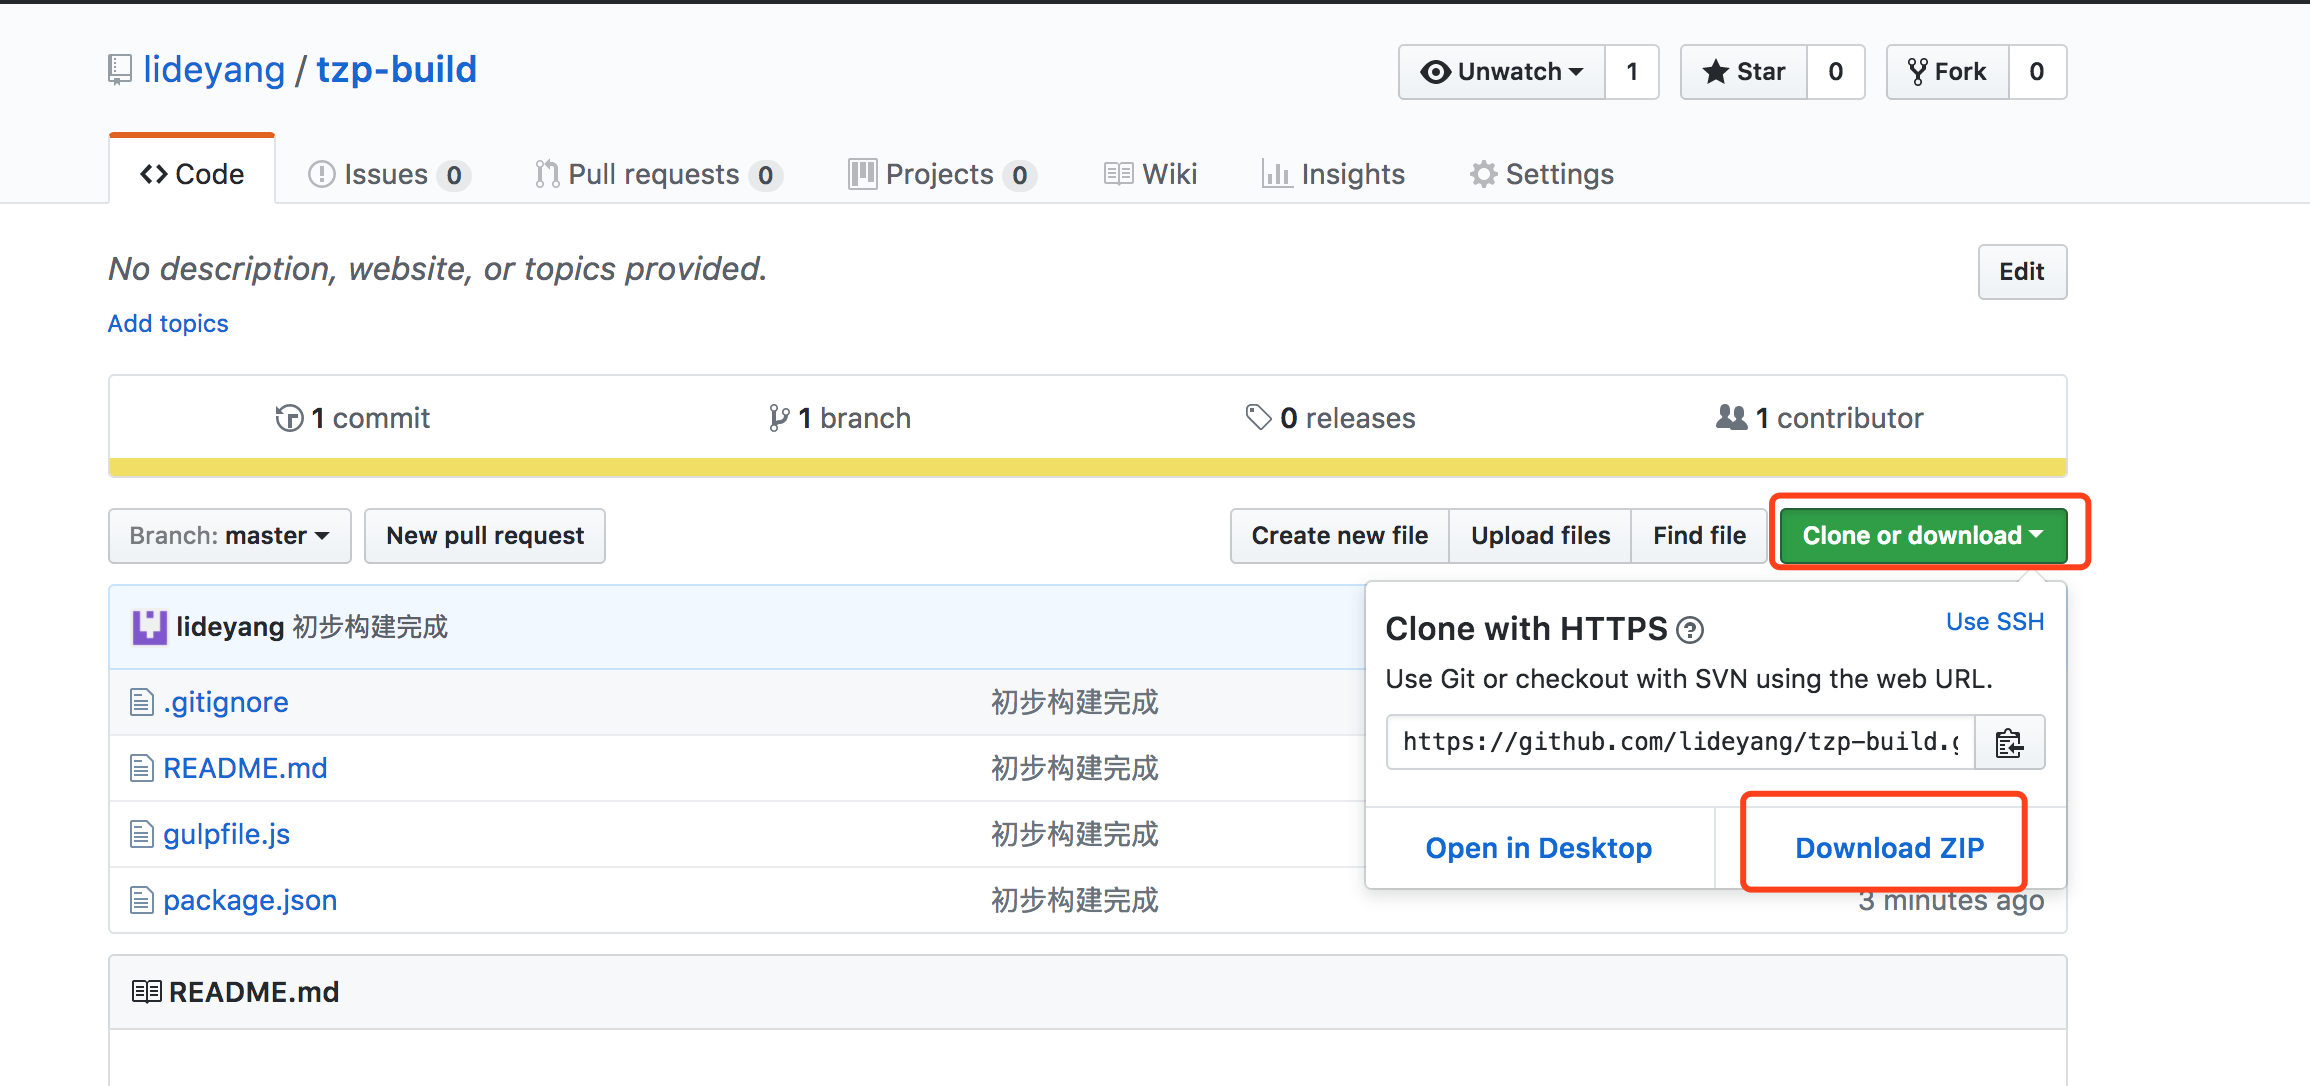 lideyang / tzp-build
Unwatch 1 Star 0 Fork 0
Code Issues 0 Pull requests 0 Projects 0 Wiki Insights Settings
No description, website, or topics provided.
Edit
Add topics
1 commit 1 branch 0 releases 1 contributor
Branch: master New pull request Create new file Upload files Find file Clone or download
lideyang 初步构建完成
.gitignore 初步构建完成
README.md 初步构建完成
gulpfile.js 初步构建完成
package.json 初步构建完成 3 minutes ago
Clone with HTTPS Use SSH
Use Git or checkout with SVN using the web URL.
https://github.com/lideyang/tzp-build.g
Open in Desktop Download ZIP
README.md